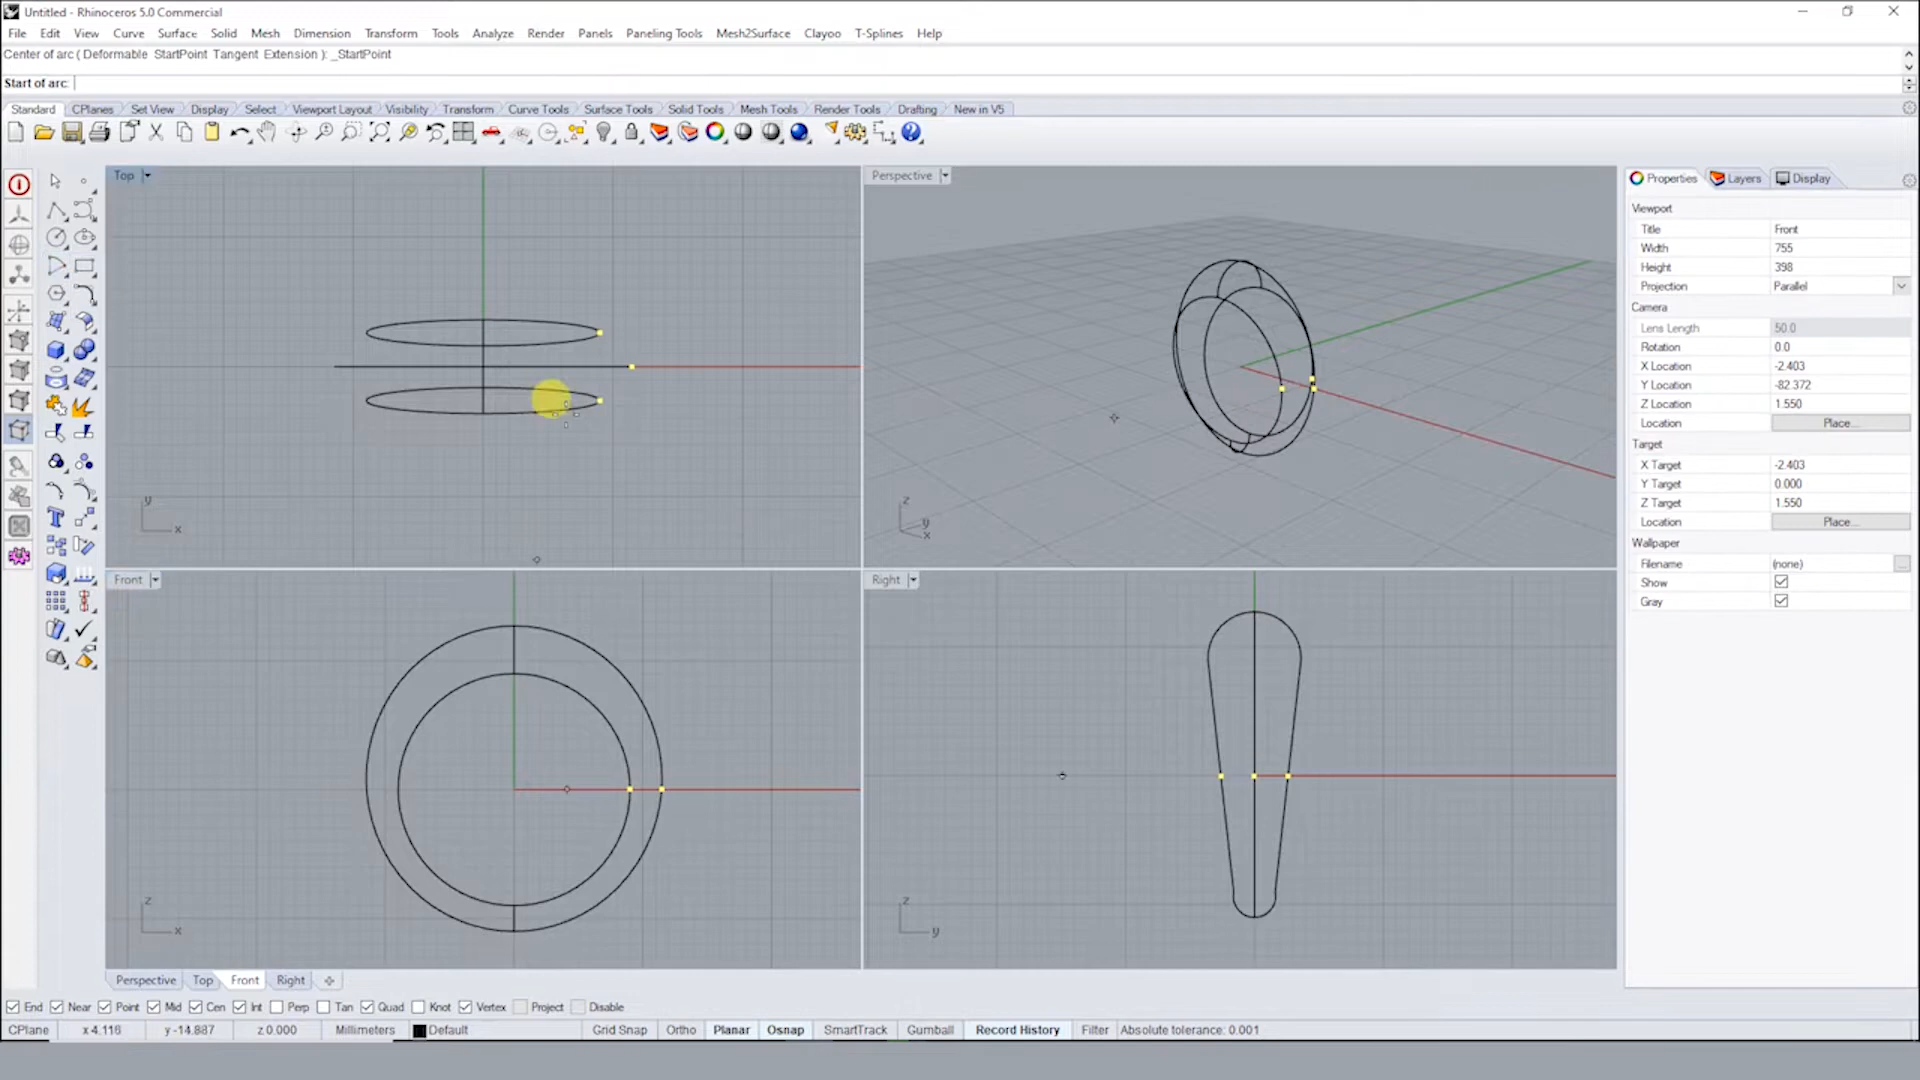 Untitled - Rhinoceros 5.0 Commercial
File Edit View Curve Surface Solid Mesh Dimension Transform Tools Analyze Render Panels Paneling Tools Mesh2Surface Clayoo T-Splines Help
Center of arc ( Deformable StartPoint Tangent Extension ): _StartPoint
Start of arc:
Standard CPlanes Set View Display Select Viewport Layout Visibility Transform Curve Tools Surface Tools Solid Tools Mesh Tools Render Tools Drafting New in V5
Top
y
x
Perspective
z
y
x
Front
z
x
Right
z
y
Properties Layers Display
Viewport
Title Front
Width 755
Height 398
Projection Parallel
Camera
Lens Length 50.0
Rotation 0.0
X Location -2.403
Y Location -82.372
Z Location 1.550
Location Place...
Target
X Target -2.403
Y Target 0.000
Z Target 1.550
Location Place...
Wallpaper
Filename (none) ...
Show
Gray
Perspective Top Front Right
End Near Point Mid Cen Int Perp Tan Quad Knot Vertex Project Disable
CPlane x 4.116 y -14.887 z 0.000 Millimeters Default Grid Snap Ortho Planar Osnap SmartTrack Gumball Record History Filter Absolute tolerance: 0.001